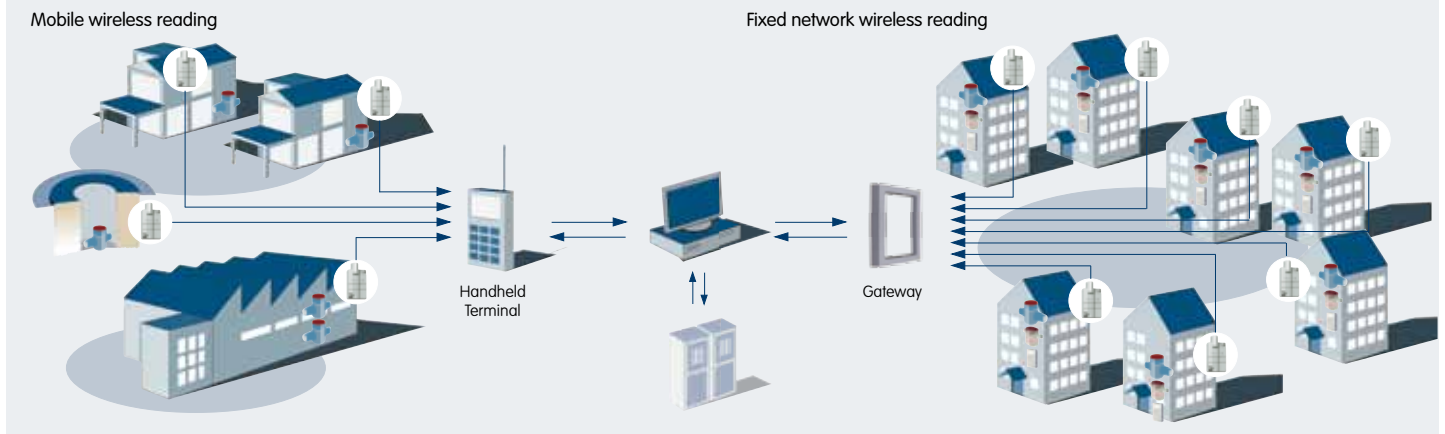 Mobile wireless reading
Fixed network wireless reading
Handheld
Terminal
Gateway